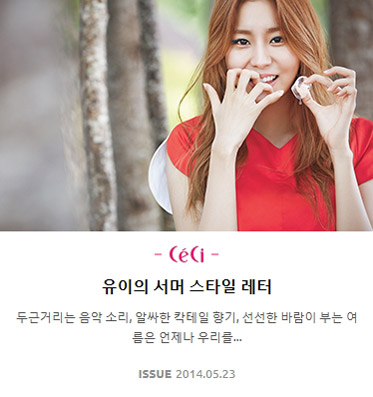 - CéCi -
유이의 서머 스타일 레터
두근거리는 음악 소리, 알싸한 칵테일 향기, 선선한 바람이 부는 여
름은 언제나 우리를...
ISSUE 2014.05.23